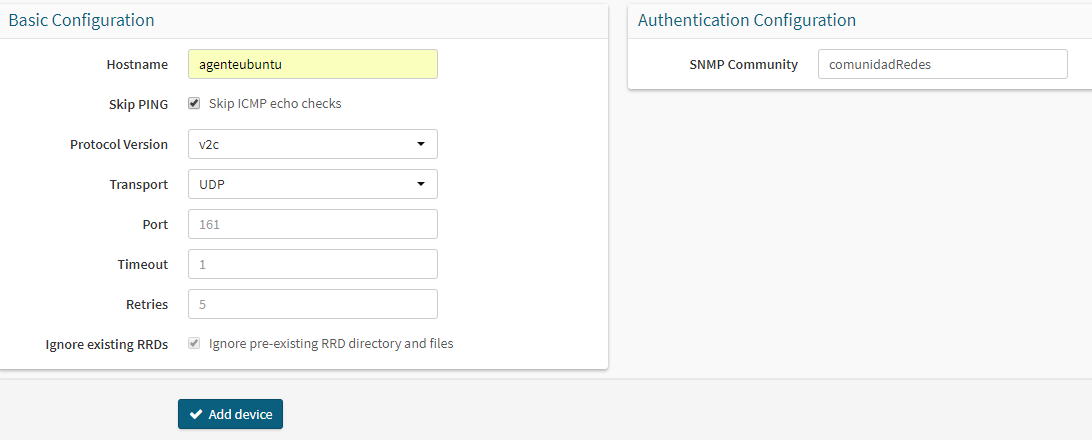 Basic Configuration
Hostname agenteubuntu
Skip PING Skip ICMP echo checks
Protocol Version v2c
Transport UDP
Port 161
Timeout 1
Retries 5
Ignore existing RRDs Ignore pre-existing RRD directory and files
Authentication Configuration
SNMP Community comunidadRedes
Add device